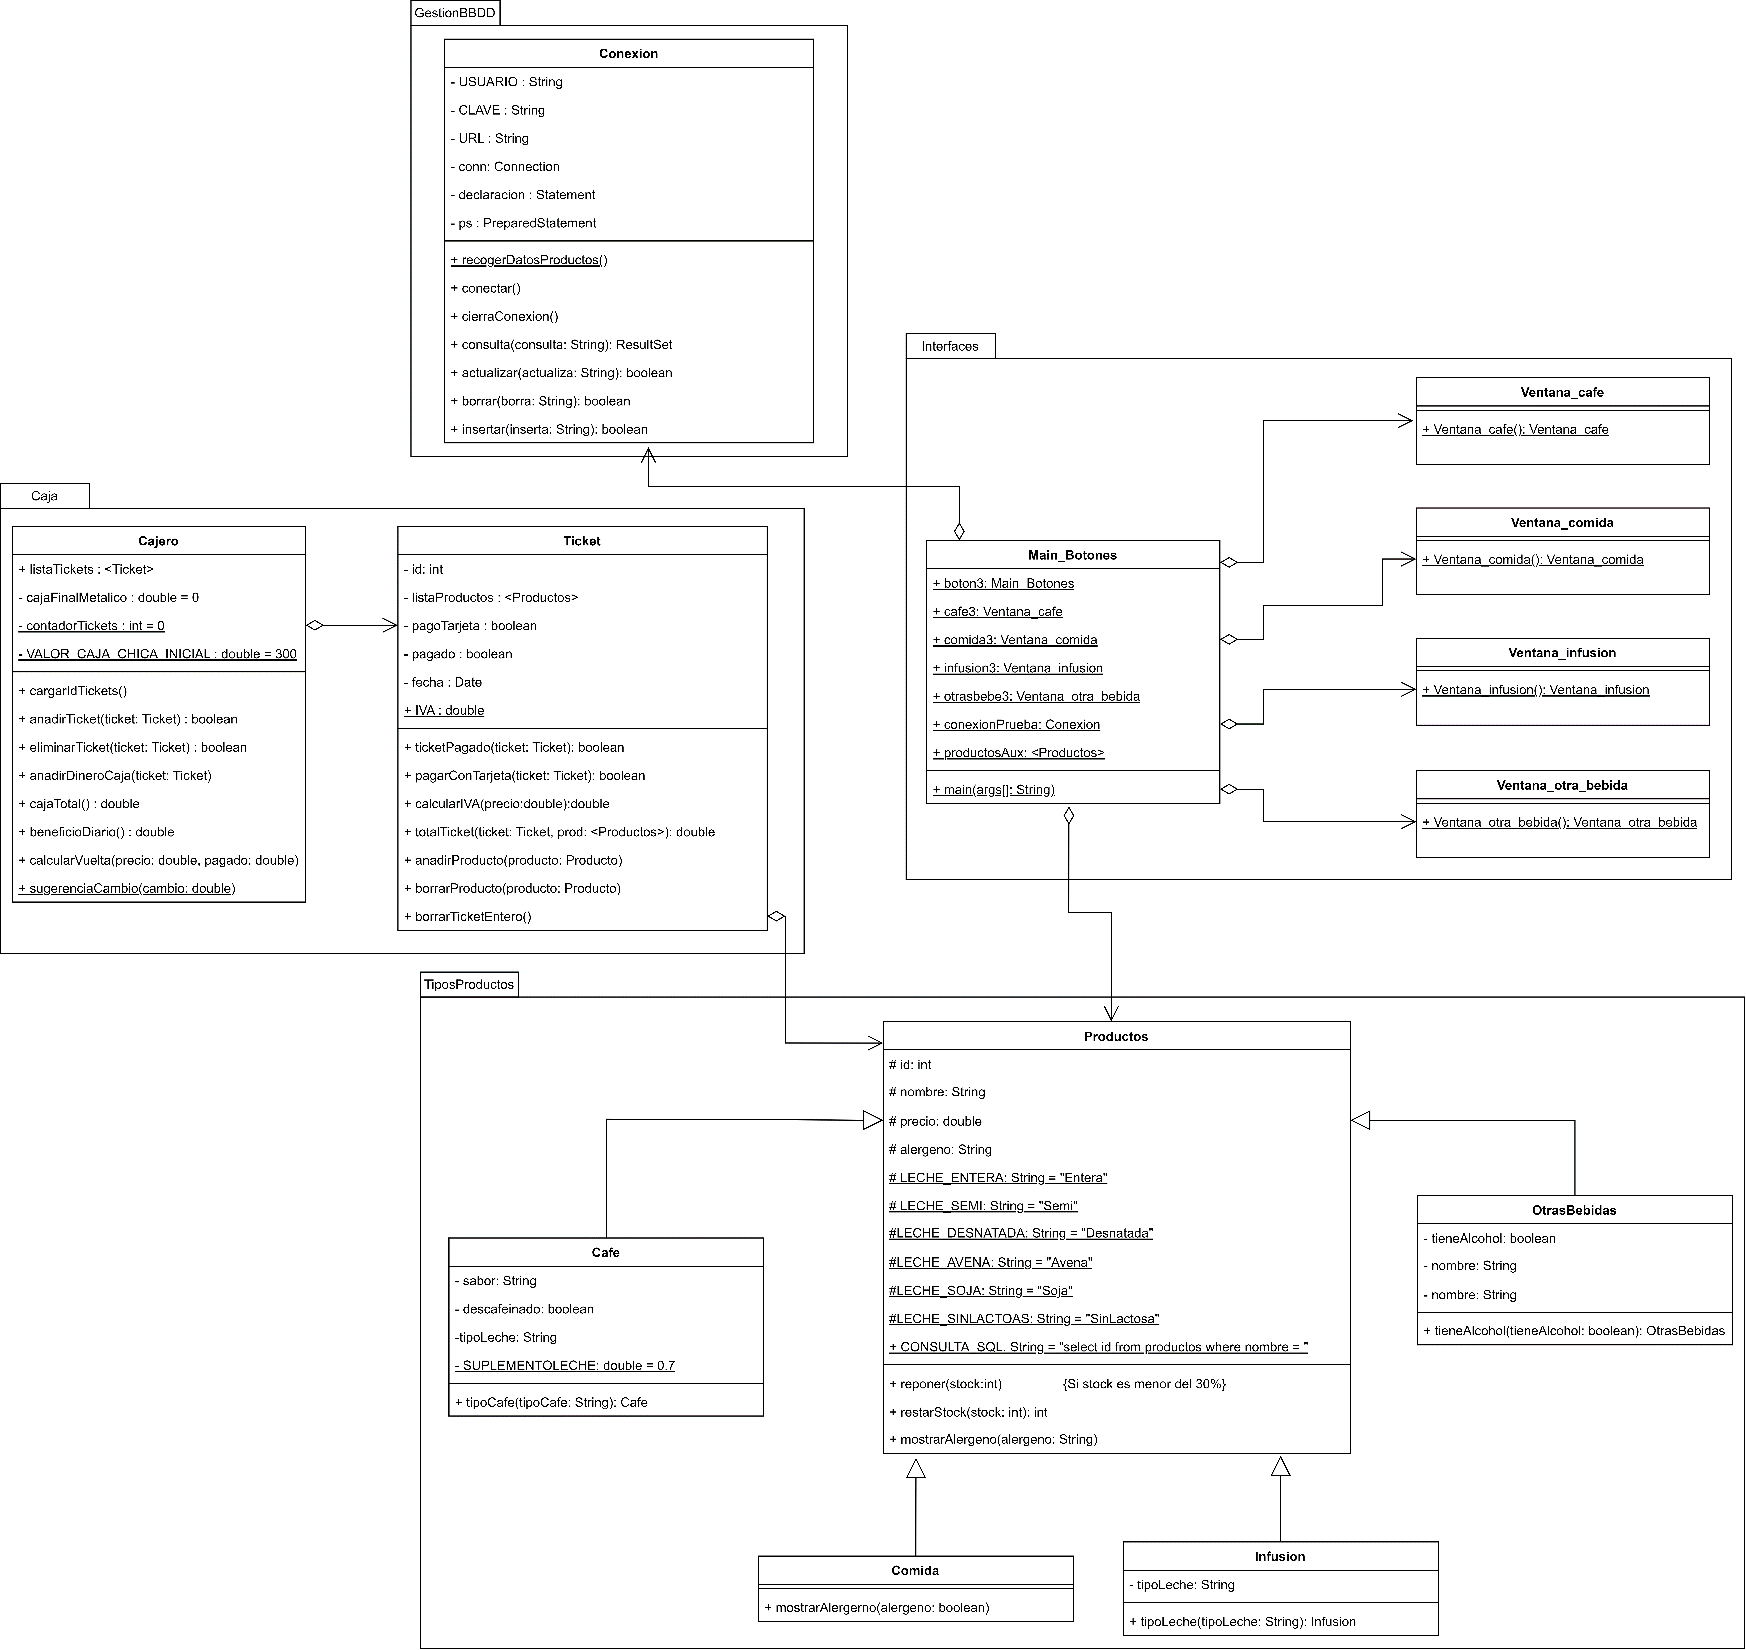 GestionBBDD
Conexion
- USUARIO : String
- CLAVE : String
- URL : String
- conn: Connection
- declaracion : Statement
- ps : PreparedStatement
+ recogerDatosProductos()
+ conectar()
+ cierraConexion()
+ consulta(consulta: String): ResultSet
+ actualizar(actualiza: String): boolean
+ borrar(borra: String): boolean
+ insertar(inserta: String): boolean
Caja
Cajero
+ listaTickets : <Ticket>
- cajaFinalMetalico : double = 0
- contadorTickets : int = 0
- VALOR_CAJA_CHICA_INICIAL : double = 300
+ cargarIdTickets()
+ anadirTicket(ticket: Ticket) : boolean
+ eliminarTicket(ticket: Ticket) : boolean
+ anadirDineroCaja(ticket: Ticket)
+ cajaTotal() : double
+ beneficioDiario() : double
+ calcularVuelta(precio: double, pagado: double)
+ sugerenciaCambio(cambio: double)
Ticket
- id: int
- listaProductos : <Productos>
- pagoTarjeta : boolean
- pagado : boolean
- fecha : Date
+ IVA : double
+ ticketPagado(ticket: Ticket): boolean
+ pagarConTarjeta(ticket: Ticket): boolean
+ calcularIVA(precio:double):double
+ totalTicket(ticket: Ticket, prod: <Productos>): double
+ anadirProducto(producto: Producto)
+ borrarProducto(producto: Producto)
+ borrarTicketEntero()
Interfaces
Main_Botones
+ boton3: Main_Botones
+ cafe3: Ventana_cafe
+ comida3: Ventana_comida
+ infusion3: Ventana_infusion
+ otrasbebe3: Ventana_otra_bebida
+ conexionPrueba: Conexion
+ productosAux: <Productos>
+ main(args[]: String)
Ventana_cafe
+ Ventana_cafe(): Ventana_cafe
Ventana_comida
+ Ventana_comida(): Ventana_comida
Ventana_infusion
+ Ventana_infusion(): Ventana_infusion
Ventana_otra_bebida
+ Ventana_otra_bebida(): Ventana_otra_bebida
TiposProductos
Productos
# id: int
# nombre: String
# precio: double
# alergeno: String
# LECHE_ENTERA: String = "Entera"
# LECHE_SEMI: String = "Semi"
#LECHE_DESNATADA: String = "Desnatada"
#LECHE_AVENA: String = "Avena"
#LECHE_SOJA: String = "Soja"
#LECHE_SINLACTOAS: String = "SinLactosa"
+ CONSULTA_SQL. String = "select id from productos where nombre = "
+ reponer(stock:int) {Si stock es menor del 30%}
+ restarStock(stock: int): int
+ mostrarAlergeno(alergeno: String)
Cafe
- sabor: String
- descafeinado: boolean
-tipoLeche: String
- SUPLEMENTOLECHE: double = 0.7
+ tipoCafe(tipoCafe: String): Cafe
OtrasBebidas
- tieneAlcohol: boolean
- nombre: String
- nombre: String
+ tieneAlcohol(tieneAlcohol: boolean): OtrasBebidas
Comida
+ mostrarAlergerno(alergeno: boolean)
Infusion
- tipoLeche: String
+ tipoLeche(tipoLeche: String): Infusion